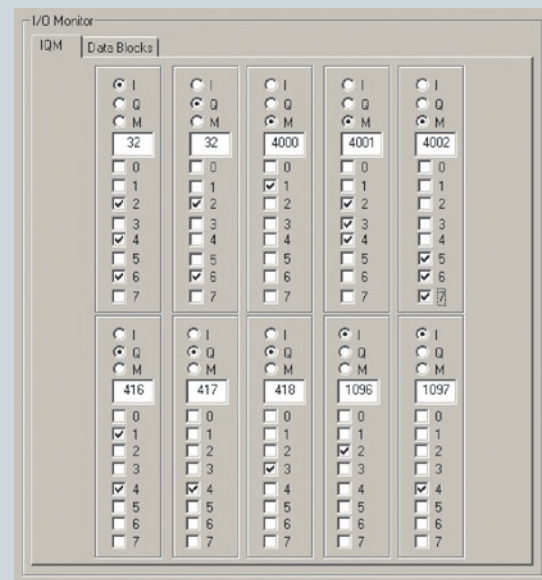 I/O Monitor
IQM Data Blocks
I I I I I
Q Q Q Q Q
M M M M M
32 32 4000 4001 4002
0 0 0 0 0
1 1 1 1 1
2 2 2 2 2
3 3 3 3 3
4 4 4 4 4
5 5 5 5 5
6 6 6 6 6
7 7 7 7 7
I I I I I
Q Q Q Q Q
M M M M M
416 417 418 1096 1097
0 0 0 0 0
1 1 1 1 1
2 2 2 2 2
3 3 3 3 3
4 4 4 4 4
5 5 5 5 5
6 6 6 6 6
7 7 7 7 7